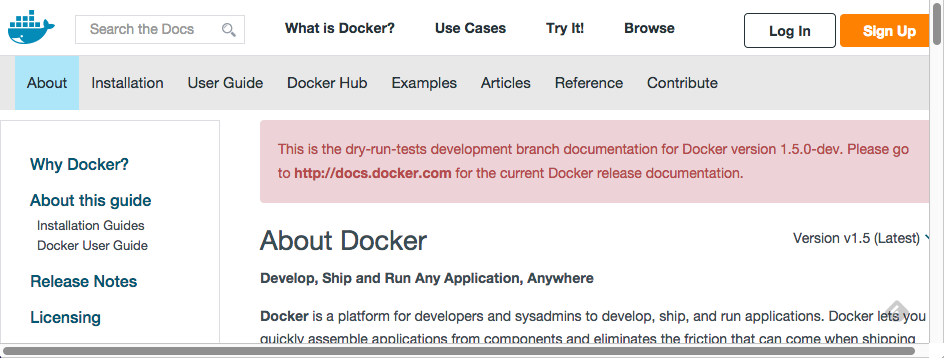 Search the Docs
What is Docker? Use Cases Try It! Browse
Log In
Sign Up
About Installation User Guide Docker Hub Examples Articles Reference Contribute
Why Docker?
About this guide
Installation Guides
Docker User Guide
Release Notes
Licensing
This is the dry-run-tests development branch documentation for Docker version 1.5.0-dev. Please go
to http://docs.docker.com for the current Docker release documentation.
About Docker
Version v1.5 (Latest)
Develop, Ship and Run Any Application, Anywhere
Docker is a platform for developers and sysadmins to develop, ship, and run applications. Docker lets you
quickly assemble applications from components and eliminates the friction that can come when shipping